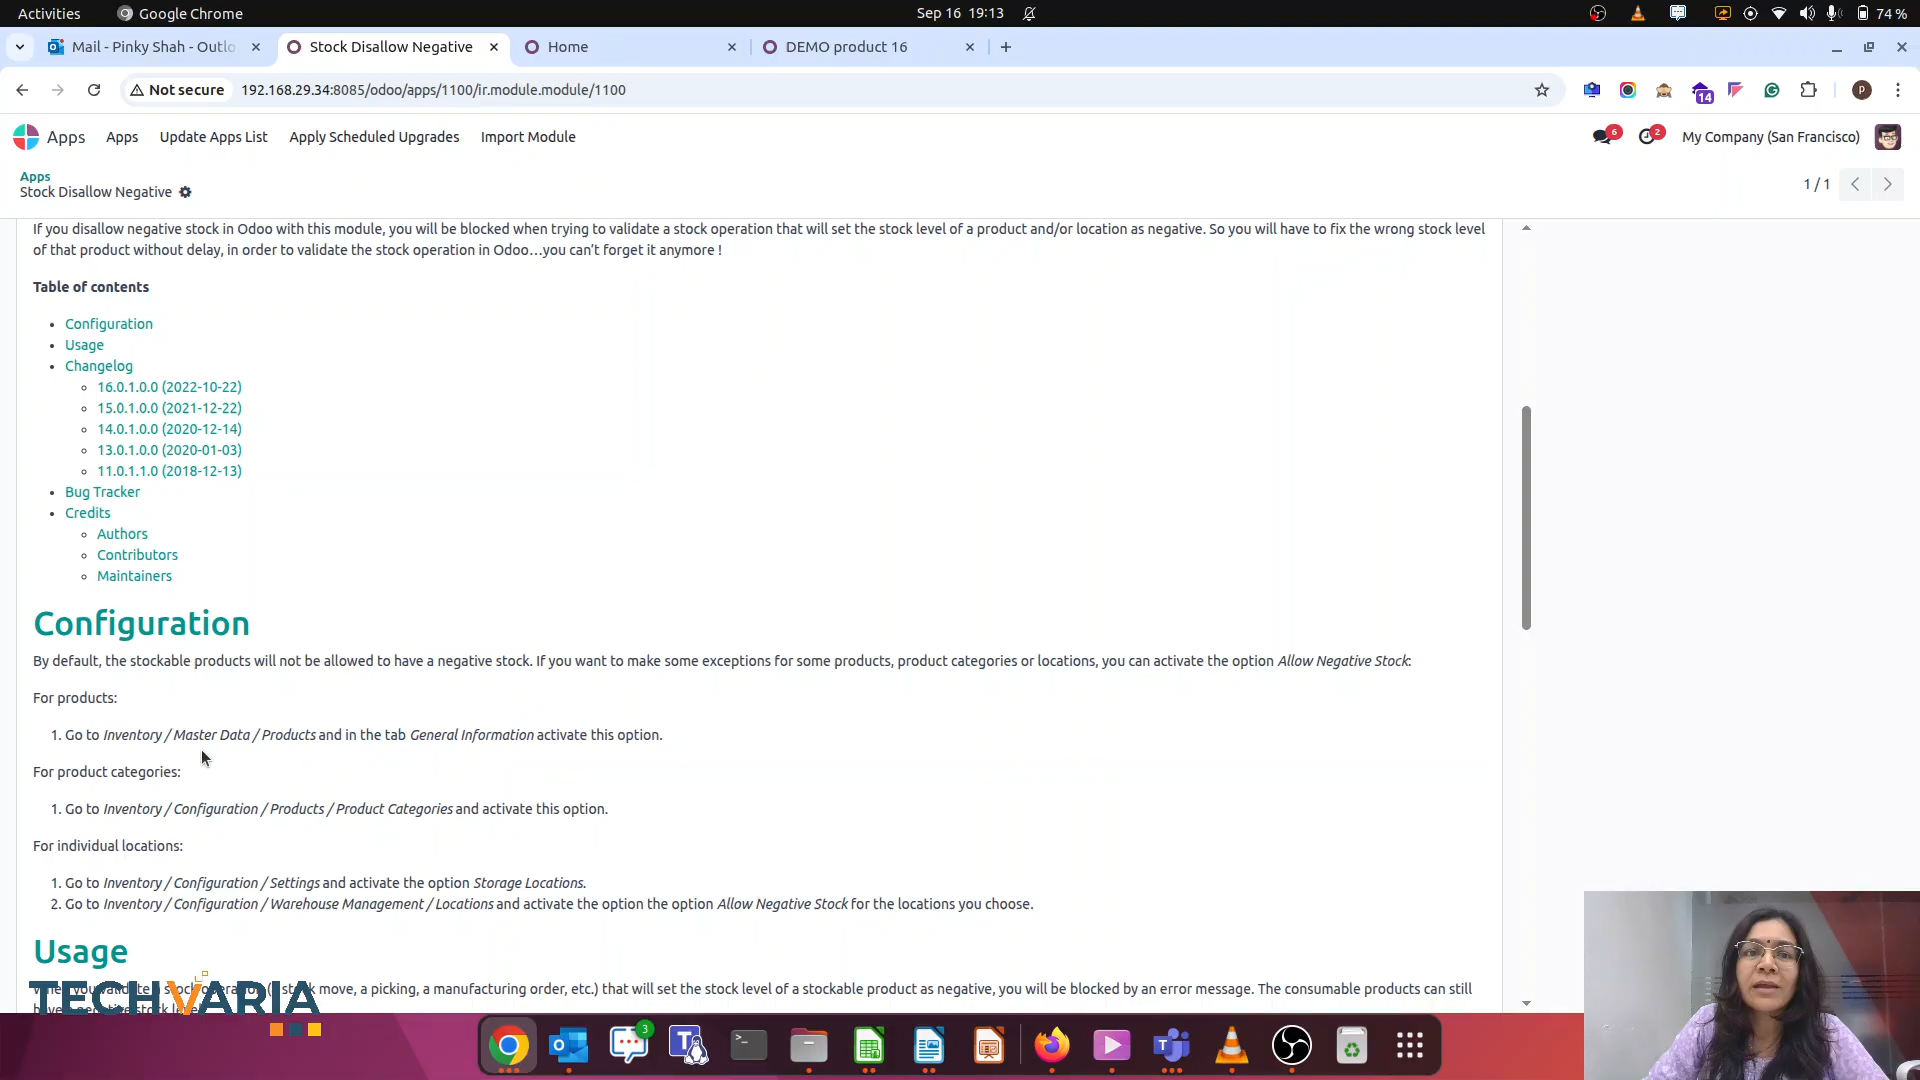 Activities
Google Chrome
Sep 16 19:13
74 %
Mail - Pinky Shah - Outlo
Stock Disallow Negative
Home
DEMO product 16
Not secure
192.168.29.34:8085/odoo/apps/1100/ir.module.module/1100
14
P
Apps
Apps
Update Apps List
Apply Scheduled Upgrades
Import Module
6
2
My Company (San Francisco)
Apps
Stock Disallow Negative
1 / 1
If you disallow negative stock in Odoo with this module, you will be blocked when trying to validate a stock operation that will set the stock level of a product and/or location as negative. So you will have to fix the wrong stock level
of that product without delay, in order to validate the stock operation in Odoo…you can't forget it anymore !
Table of contents
Configuration
Usage
Changelog
16.0.1.0.0 (2022-10-22)
15.0.1.0.0 (2021-12-22)
14.0.1.0.0 (2020-12-14)
13.0.1.0.0 (2020-01-03)
11.0.1.1.0 (2018-12-13)
Bug Tracker
Credits
Authors
Contributors
Maintainers
Configuration
By default, the stockable products will not be allowed to have a negative stock. If you want to make some exceptions for some products, product categories or locations, you can activate the option Allow Negative Stock:
For products:
1. Go to Inventory / Master Data / Products and in the tab General Information activate this option.
For product categories:
1. Go to Inventory / Configuration / Products / Product Categories and activate this option.
For individual locations:
1. Go to Inventory / Configuration / Settings and activate the option Storage Locations.
2. Go to Inventory / Configuration / Warehouse Management / Locations and activate the option the option Allow Negative Stock for the locations you choose.
Usage
When you validate a stock operation (a stock move, a picking, a manufacturing order, etc.) that will set the stock level of a stockable product as negative, you will be blocked by an error message. The consumable products can still
have a negative stock level.
TECHVARIA
3